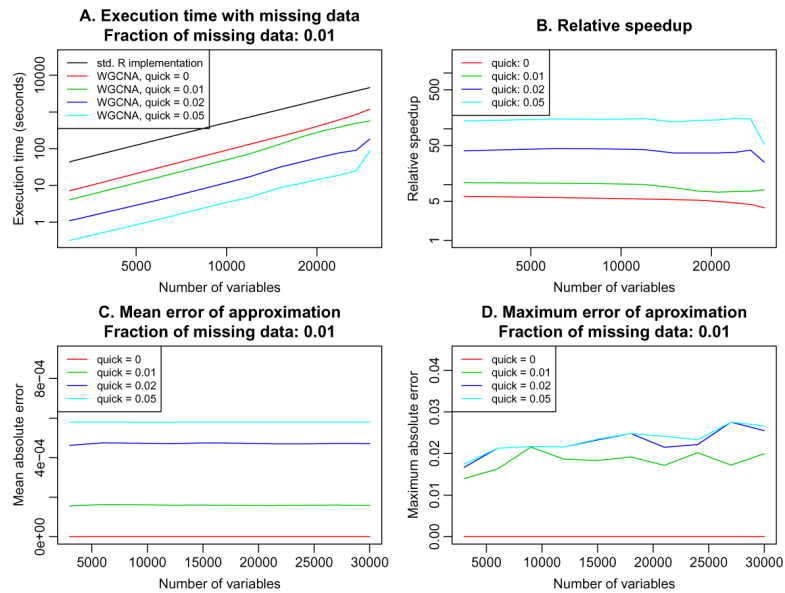 A. Execution time with missing data
Fraction of missing data: 0.01
Execution time (seconds)
10000
100
10
1
std. R implementation
WGCNA, quick = 0
WGCNA, quick = 0.01
WGCNA, quick = 0.02
WGCNA, quick = 0.05
5000 10000 20000
Number of variables
B. Relative speedup
Relative speedup
500
50
5
1
quick: 0
quick: 0.01
quick: 0.02
quick: 0.05
5000 10000 20000
Number of variables
C. Mean error of approximation
Fraction of missing data: 0.01
Mean absolute error
8e−04
4e−04
0e+00
quick = 0
quick = 0.01
quick = 0.02
quick = 0.05
5000 10000 15000 20000 25000 30000
Number of variables
D. Maximum error of aproximation
Fraction of missing data: 0.01
Maximum absolute error
0.04
0.03
0.02
0.01
0.00
quick = 0
quick = 0.01
quick = 0.02
quick = 0.05
5000 10000 15000 20000 25000 30000
Number of variables